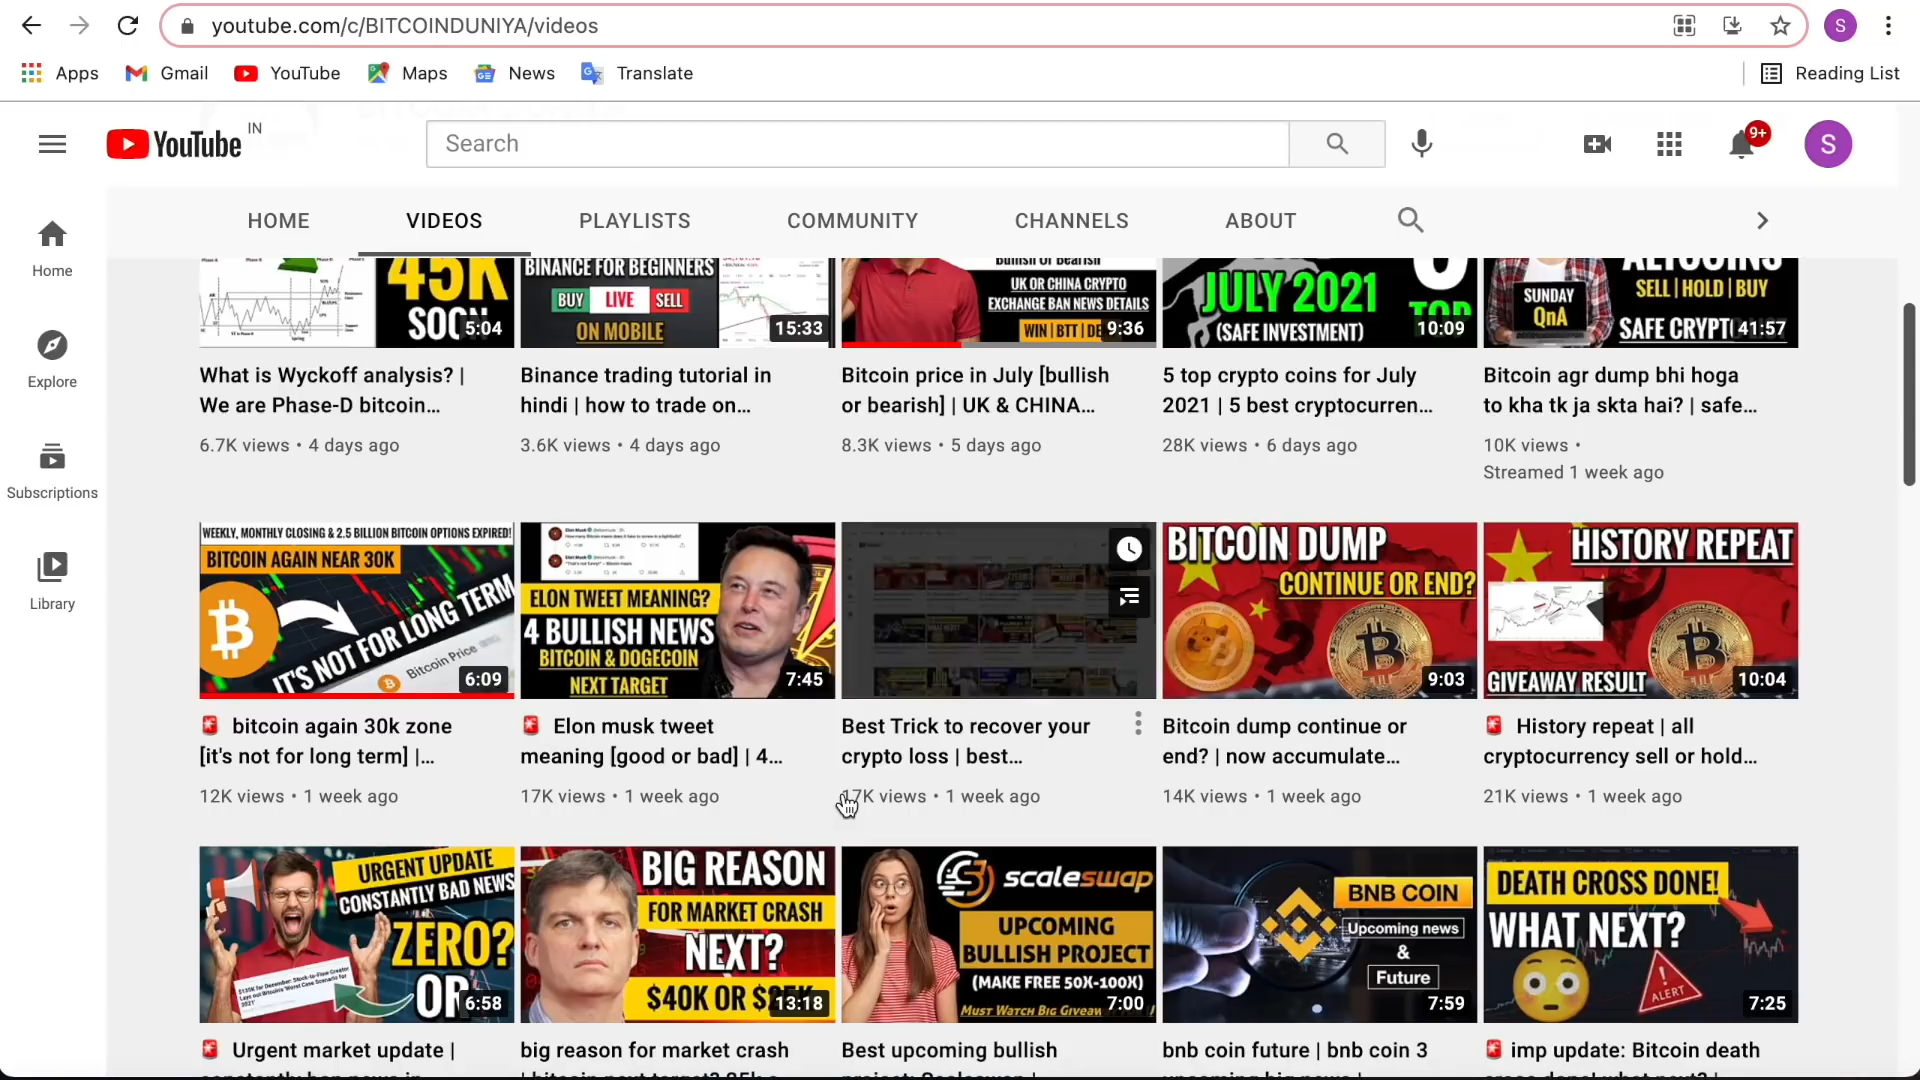 youtube.com/c/BITCOINDUNIYA/videos
S
Apps Gmail YouTube Maps News Translate Reading List
YouTube IN
Search
9+
S
HOME VIDEOS PLAYLISTS COMMUNITY CHANNELS ABOUT
Home
Explore
Subscriptions
Library
45K
SOON
5:04
BINANCE FOR BEGINNERS
BUY LIVE SELL
ON MOBILE
15:33
UK OR CHINA CRYPTO
EXCHANGE BAN NEWS DETAILS
WIN | BTT |
9:36
JULY 2021
(SAFE INVESTMENT)
TOP
10:09
ALTCOINS
SELL | HOLD | BUY
SUNDAY
QnA
SAFE
41:57
What is Wyckoff analysis? |
We are Phase-D bitcoin...
6.7K views • 4 days ago
Binance trading tutorial in
hindi | how to trade on...
3.6K views • 4 days ago
Bitcoin price in July [bullish
or bearish] | UK & CHINA...
8.3K views • 5 days ago
5 top crypto coins for July
2021 | 5 best cryptocurren...
28K views • 6 days ago
Bitcoin agr dump bhi hoga
to kha tk ja skta hai? | safe...
10K views •
Streamed 1 week ago
WEEKLY, MONTHLY CLOSING & 2.5 BILLION BITCOIN OPTIONS EXPIRED!
BITCOIN AGAIN NEAR 30K
IT'S NOT FOR LONG TERM
Bitcoin Price
6:09
ELON TWEET MEANING?
4 BULLISH NEWS
BITCOIN & DOGECOIN
NEXT TARGET
7:45
BITCOIN DUMP
CONTINUE OR END?
9:03
HISTORY REPEAT
GIVEAWAY RESULT
10:04
bitcoin again 30k zone
[it's not for long term] |...
12K views • 1 week ago
Elon musk tweet
meaning [good or bad] | 4...
17K views • 1 week ago
Best Trick to recover your
crypto loss | best...
17K views • 1 week ago
Bitcoin dump continue or
end? | now accumulate...
14K views • 1 week ago
History repeat | all
cryptocurrency sell or hold...
21K views • 1 week ago
URGENT UPDATE
CONSTANTLY BAD NEWS
ZERO?
OR
6:58
BIG REASON
FOR MARKET CRASH
NEXT?
$40K OR $25K
13:18
scaleswap
UPCOMING
BULLISH PROJECT
(MAKE FREE 50X-100X)
MUST WATCH BIG
7:00
BNB COIN
Upcoming news
&
Future
7:59
DEATH CROSS DONE!
WHAT NEXT?
ALERT
7:25
Urgent market update |
big reason for market crash
Best upcoming bullish
bnb coin future | bnb coin 3
imp update: Bitcoin death